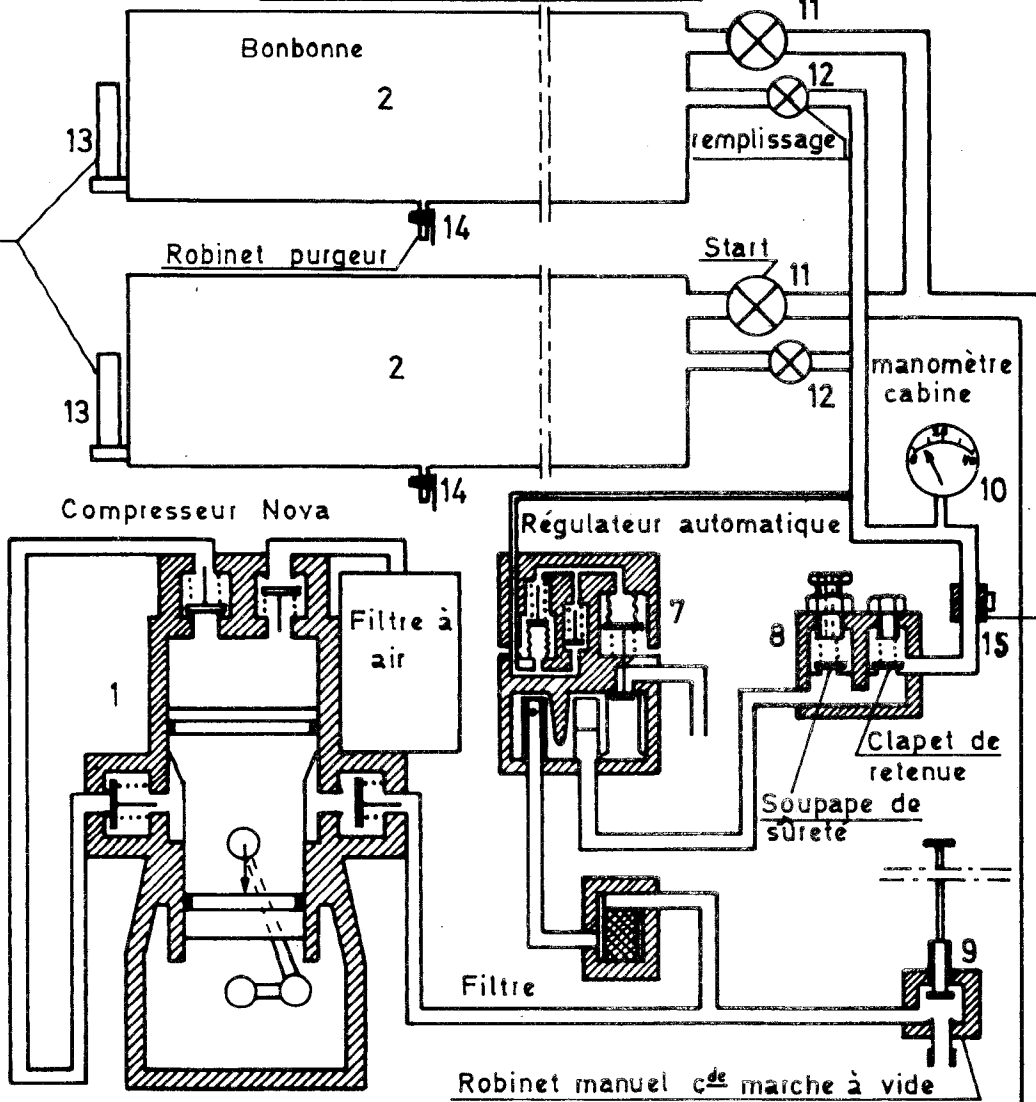 11
Bonbonne
2
12
13
remplissage
14
Robinet purgeur
Start
11
2
manomètre
cabine
12
13
10
14
Compresseur Nova
Régulateur automatique
7
Filtre à
air
8
15
1
Clapet de
retenue
Soupape de
sûreté
9
Filtre
Robinet manuel cde marche à vide